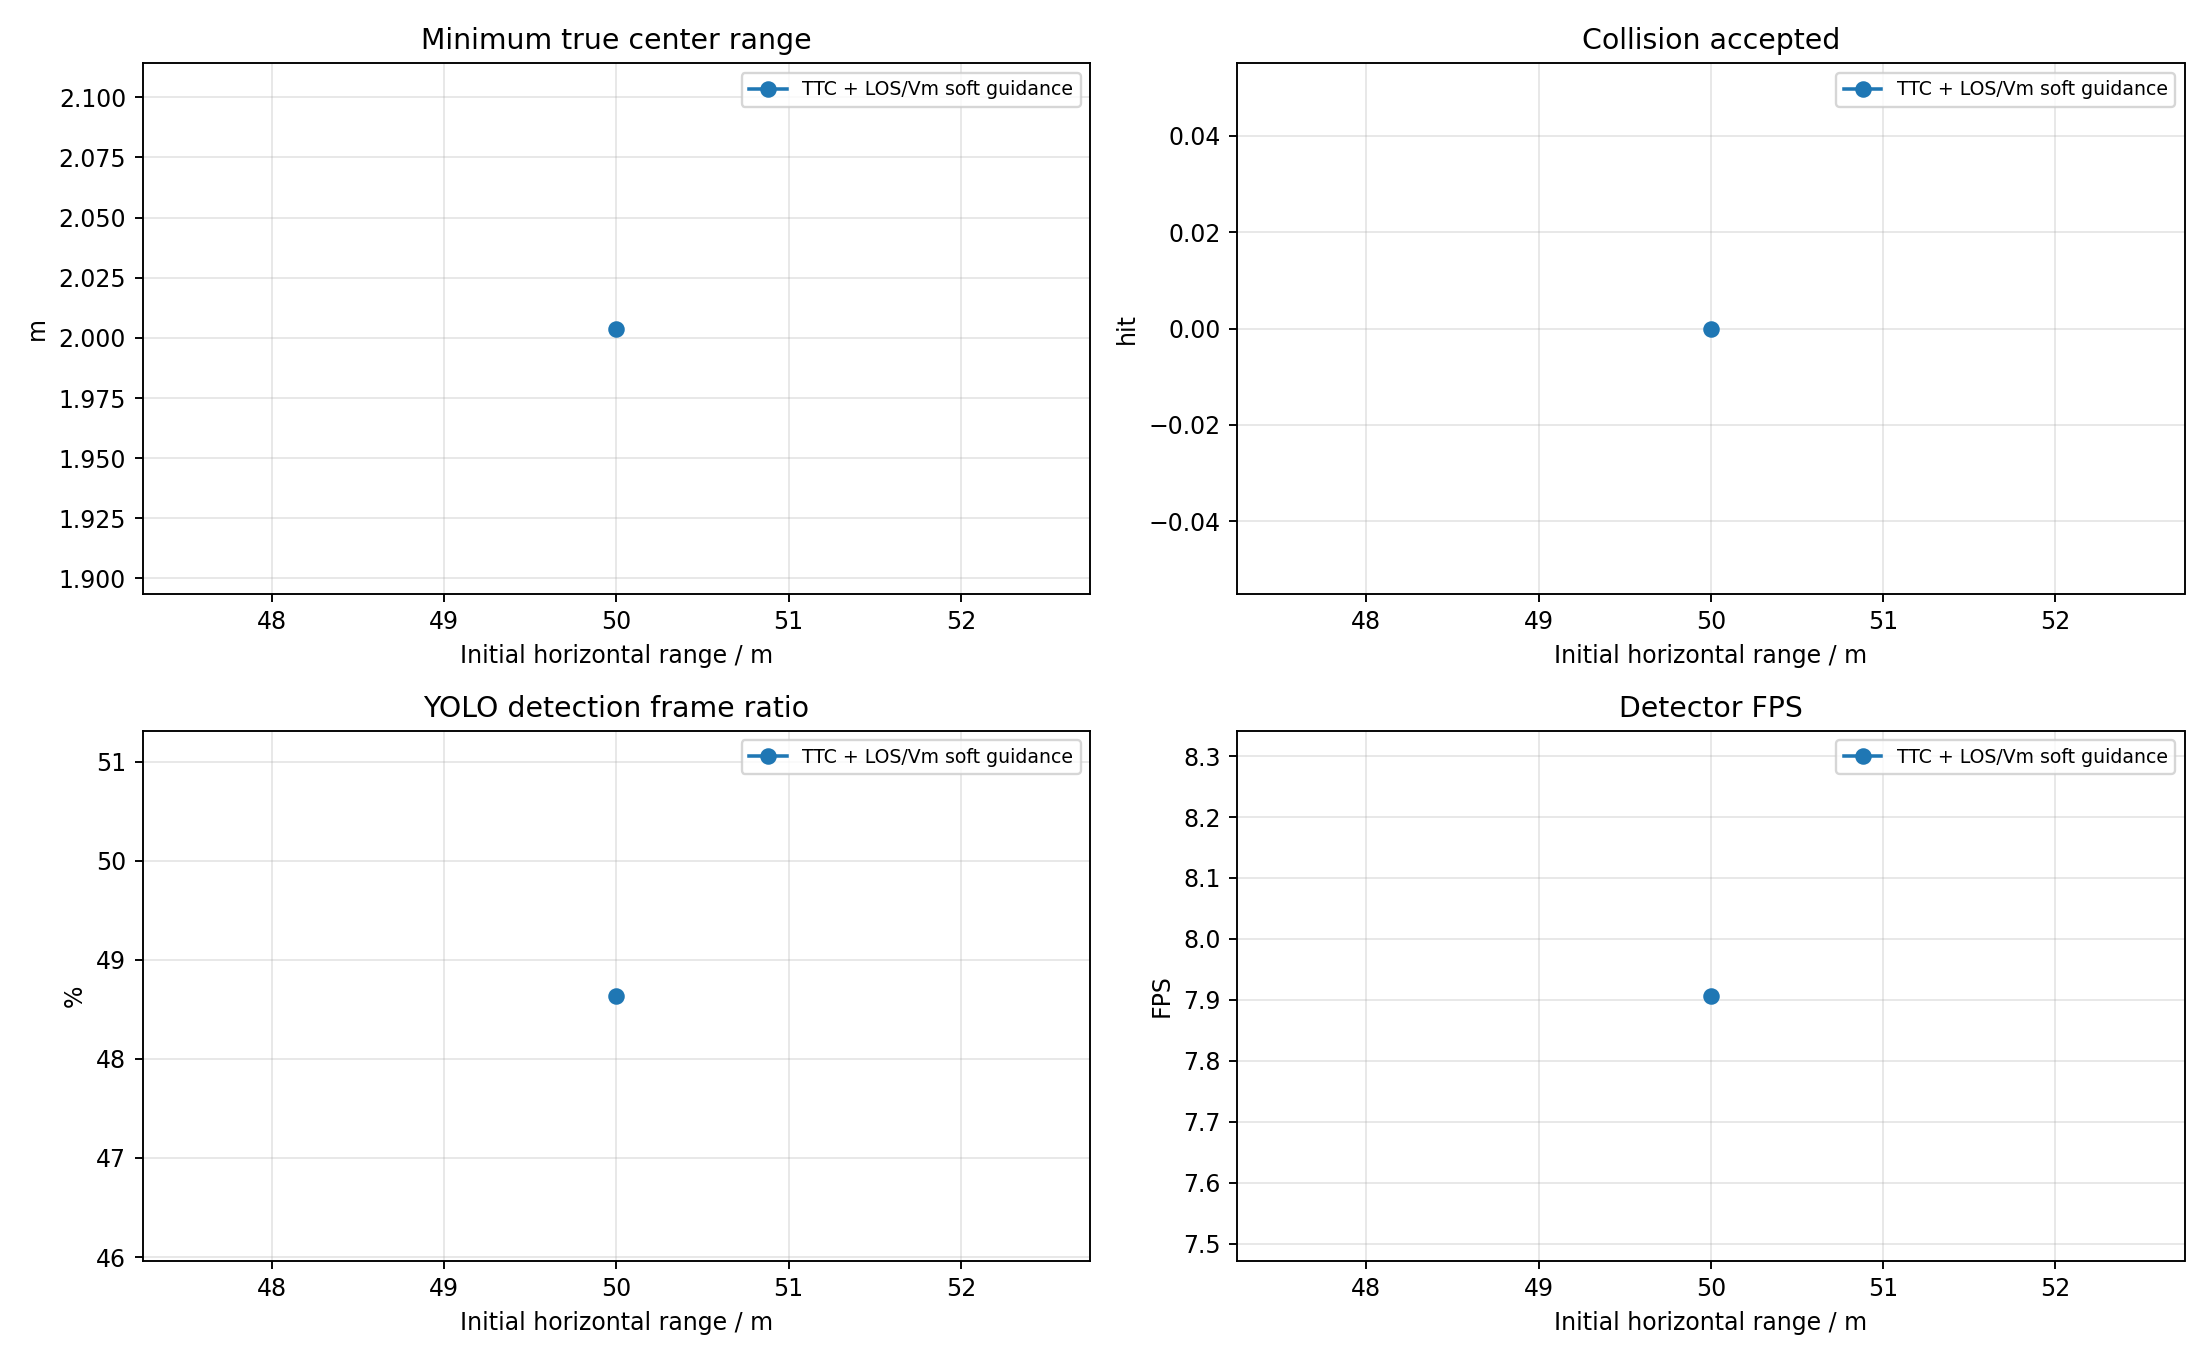 Minimum true center range
TTC + LOS/Vm soft guidance
2.100
2.075
2.050
2.025
2.000
1.975
1.950
1.925
1.900
m
48 49 50 51 52
Initial horizontal range / m
Collision accepted
TTC + LOS/Vm soft guidance
0.04
0.02
0.00
−0.02
−0.04
hit
48 49 50 51 52
Initial horizontal range / m
YOLO detection frame ratio
TTC + LOS/Vm soft guidance
51
50
49
48
47
46
%
48 49 50 51 52
Initial horizontal range / m
Detector FPS
TTC + LOS/Vm soft guidance
8.3
8.2
8.1
8.0
7.9
7.8
7.7
7.6
7.5
FPS
48 49 50 51 52
Initial horizontal range / m